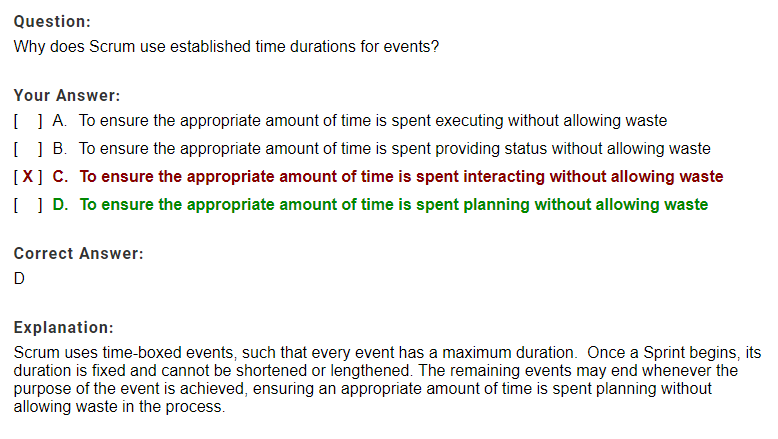 Question:
Why does Scrum use established time durations for events?
Your Answer:
[ ] A. To ensure the appropriate amount of time is spent executing without allowing waste
[ ] B. To ensure the appropriate amount of time is spent providing status without allowing waste
[X] C. To ensure the appropriate amount of time is spent interacting without allowing waste
[ ] D. To ensure the appropriate amount of time is spent planning without allowing waste
Correct Answer:
D
Explanation:
Scrum uses time-boxed events, such that every event has a maximum duration. Once a Sprint begins, its
duration is fixed and cannot be shortened or lengthened. The remaining events may end whenever the
purpose of the event is achieved, ensuring an appropriate amount of time is spent planning without
allowing waste in the process.